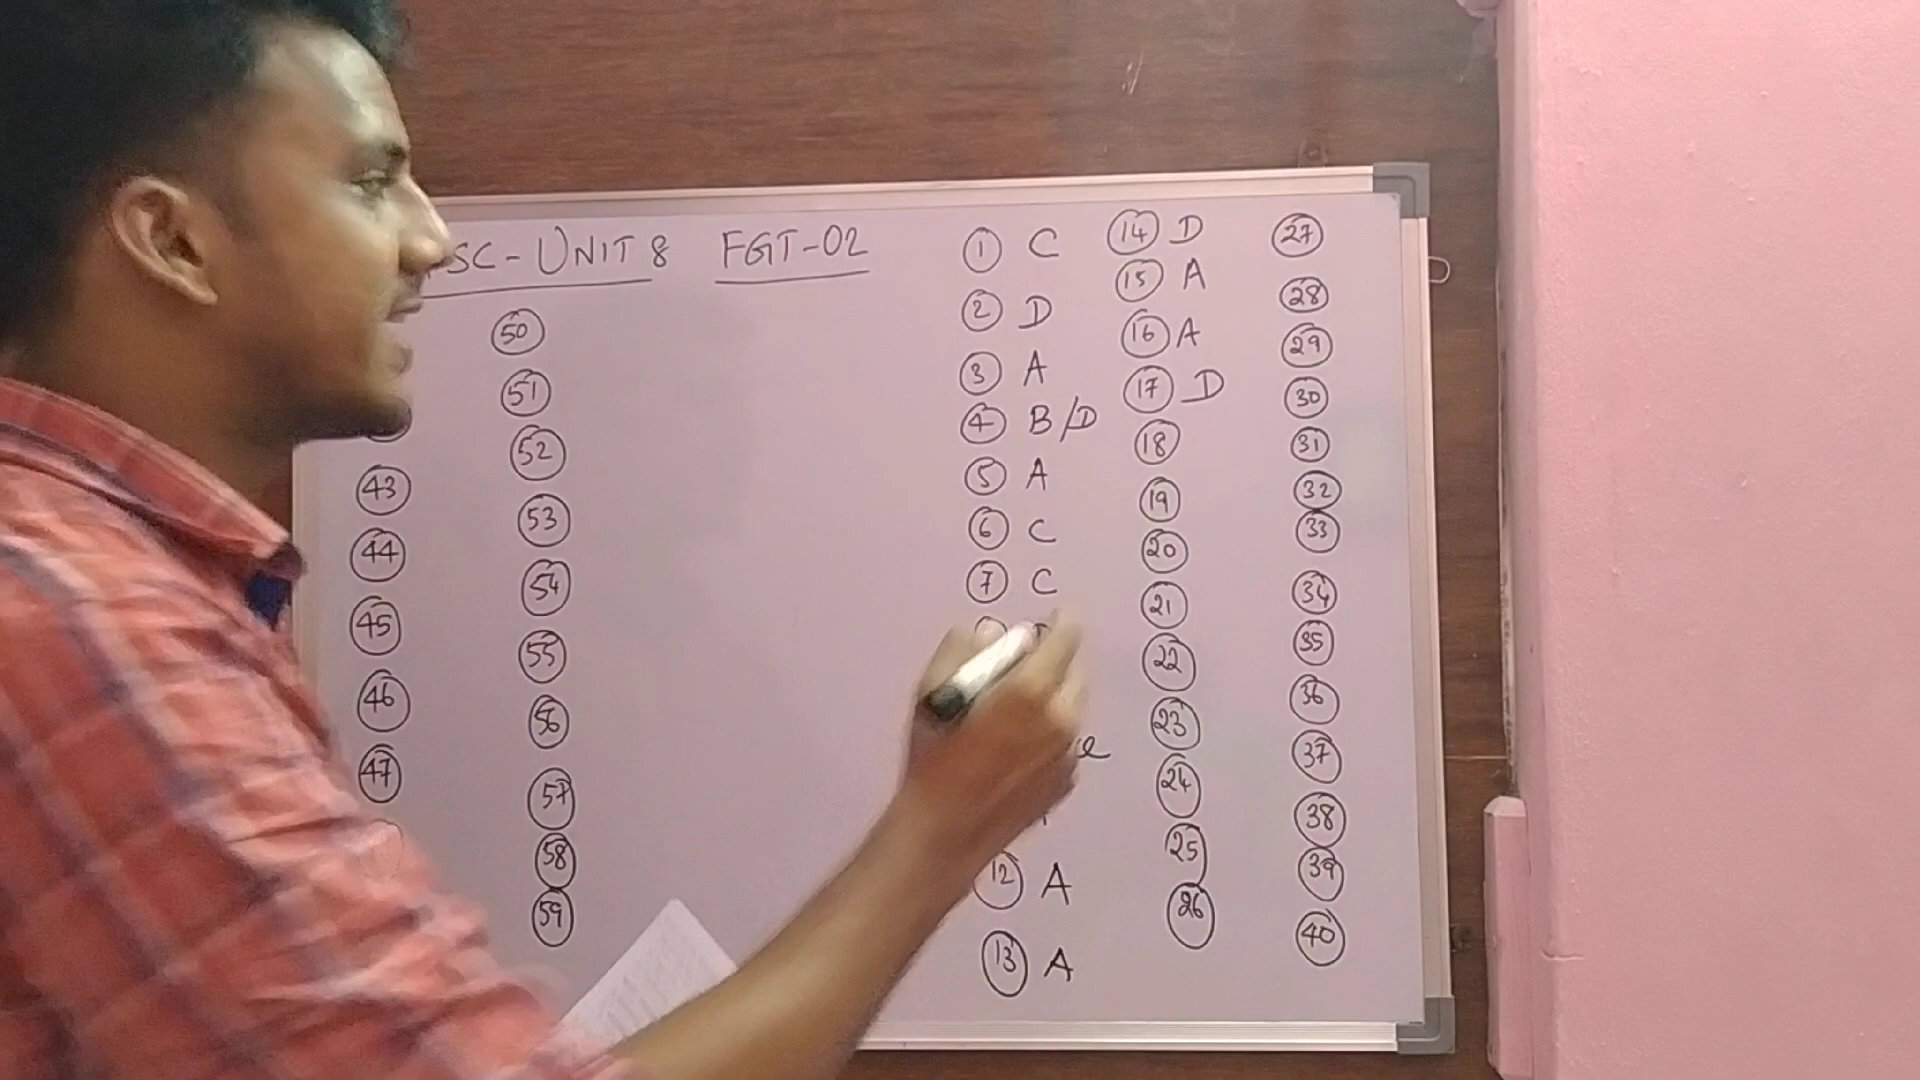 SC - UNIT 8 FGT-02
43
44
45
46
47
50
51
52
53
54
55
56
57
58
59
1 C
2 D
3 A
4 B/D
5 A
6 C
7 C
12 A
13 A
14 D
15 A
16 A
17 D
18
19
20
21
22
23
24
25
26
27
28
29
30
31
32
33
34
35
36
37
38
39
40